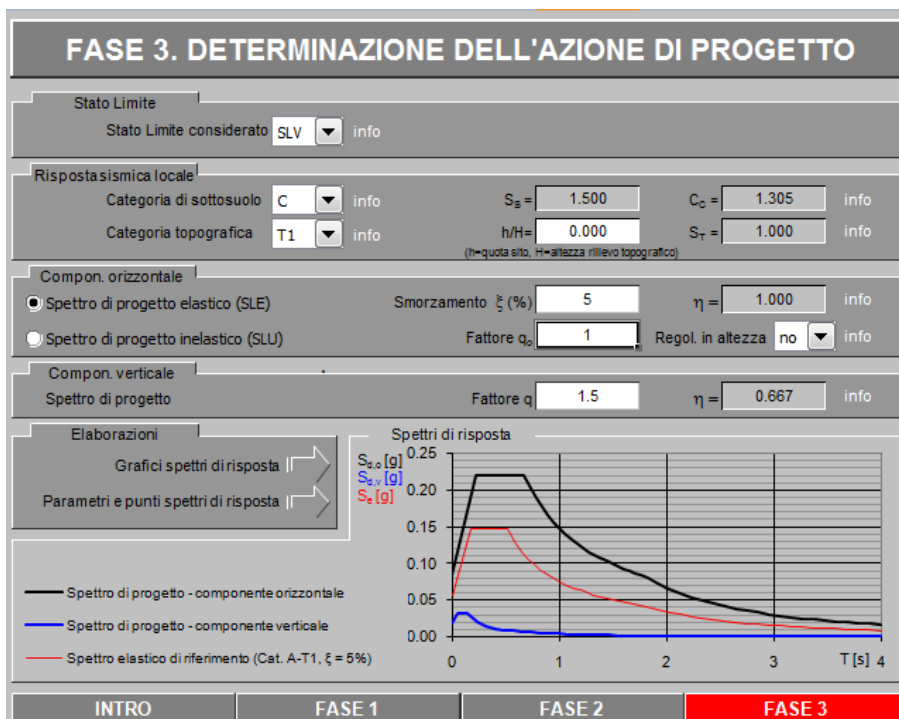 FASE 3. DETERMINAZIONE DELL'AZIONE DI PROGETTO
Stato Limite
Stato Limite considerato SLV info
Risposta sismica locale
Categoria di sottosuolo C info S_S = 1.500 C_C = 1.305 info
Categoria topografica T1 info h/H= 0.000 S_T = 1.000 info
(h=quota sito, H=altezza rilievo topografico)
Compon. orizzontale
Spettro di progetto elastico (SLE) Smorzamento ξ (%) 5 η = 1.000 info
Spettro di progetto inelastico (SLU) Fattore q_o 1 Regol. in altezza no info
Compon. verticale
Spettro di progetto Fattore q 1.5 η = 0.667 info
Elaborazioni
Grafici spettri di risposta
Parametri e punti spettri di risposta
Spettri di risposta
S_d,o [g]
S_d,v [g]
S_e [g]
0.25
0.20
0.15
0.10
0.05
0.00
0 1 2 3 T [s] 4
Spettro di progetto - componente orizzontale
Spettro di progetto - componente verticale
Spettro elastico di riferimento (Cat. A-T1, ξ = 5%)
INTRO FASE 1 FASE 2 FASE 3